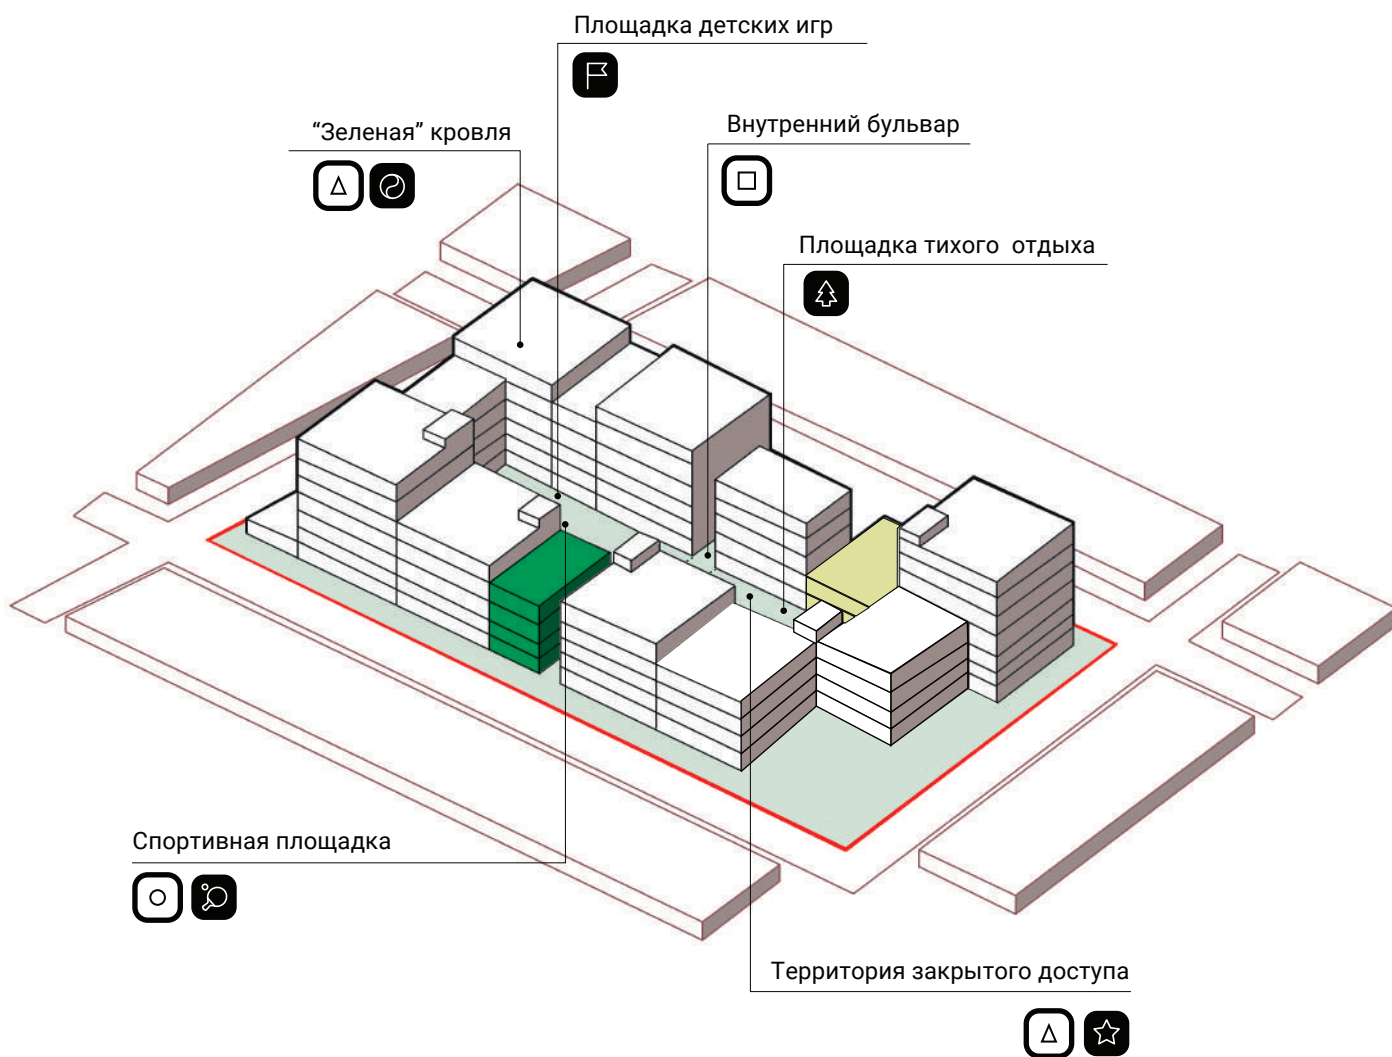 Площадка детских игр
“Зеленая” кровля
Внутренний бульвар
Площадка тихого отдыха
Спортивная площадка
Территория закрытого доступа